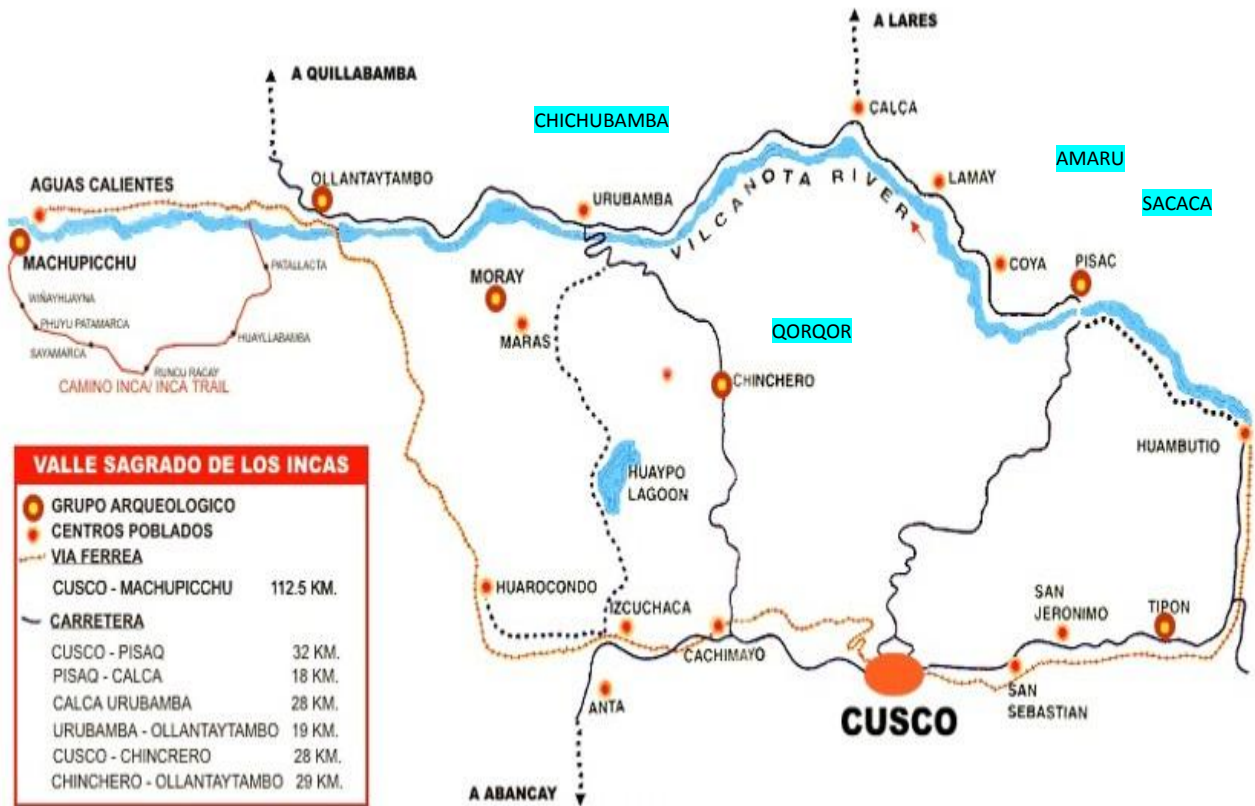 A LARES
A QUILLABAMBA
CHICHUBAMBA
CALCA
AMARU
AGUAS CALIENTES
OLLANTAYTAMBO
URUBAMBA
VILCANOTA RIVER
LAMAY
SACACA
MACHUPICCHU
PATALLACTA
MORAY
COYA
PISAC
WIÑAYHUAYNA
PHUYU PATAMARCA
SAYAMARCA
HUAYLLABAMBA
RUNCU RACAY
CAMINO INCA/ INCA TRAIL
MARAS
QORQOR
CHINCHERO
HUAYPO
LAGOON
HUAMBUTIO
VALLE SAGRADO DE LOS INCAS
GRUPO ARQUEOLOGICO
CENTROS POBLADOS
VIA FERREA
CUSCO - MACHUPICCHU 112.5 KM.
CARRETERA
CUSCO - PISAQ 32 KM.
PISAQ - CALCA 18 KM.
CALCA URUBAMBA 28 KM.
URUBAMBA - OLLANTAYTAMBO 19 KM.
CUSCO - CHINCRERO 28 KM.
CHINCHERO - OLLANTAYTAMBO 29 KM.
HUAROCONDO
IZCUCHACA
CACHIMAYO
SAN
JERONIMO
TIPON
ANTA
CUSCO
SAN
SEBASTIAN
A ABANCAY